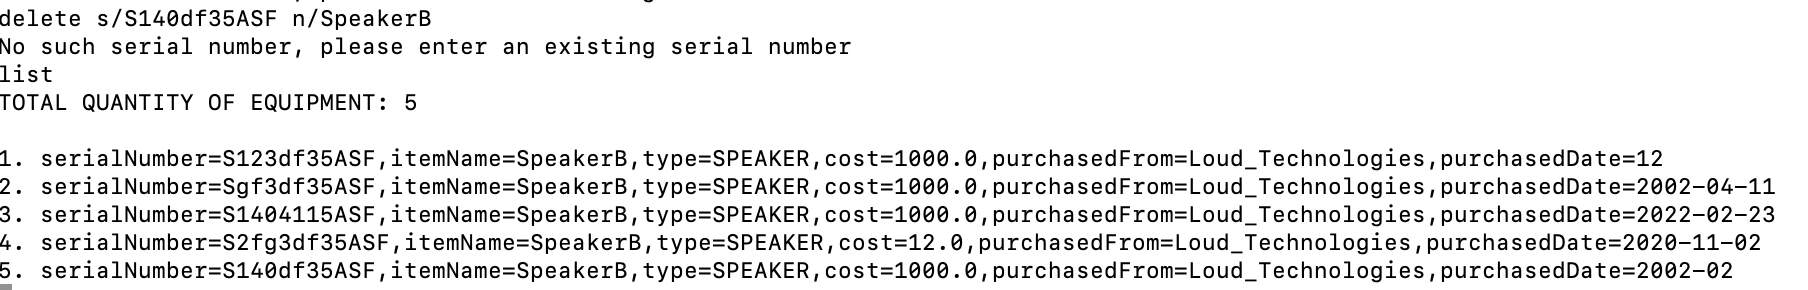 delete s/S140df35ASF n/SpeakerB
No such serial number, please enter an existing serial number
list
TOTAL QUANTITY OF EQUIPMENT: 5
1. serialNumber=S123df35ASF,itemName=SpeakerB,type=SPEAKER,cost=1000.0,purchasedFrom=Loud_Technologies,purchasedDate=12
2. serialNumber=Sgf3df35ASF,itemName=SpeakerB,type=SPEAKER,cost=1000.0,purchasedFrom=Loud_Technologies,purchasedDate=2002-04-11
3. serialNumber=S1404115ASF,itemName=SpeakerB,type=SPEAKER,cost=1000.0,purchasedFrom=Loud_Technologies,purchasedDate=2022-02-23
4. serialNumber=S2fg3df35ASF,itemName=SpeakerB,type=SPEAKER,cost=12.0,purchasedFrom=Loud_Technologies,purchasedDate=2020-11-02
5. serialNumber=S140df35ASF,itemName=SpeakerB,type=SPEAKER,cost=1000.0,purchasedFrom=Loud_Technologies,purchasedDate=2002-02